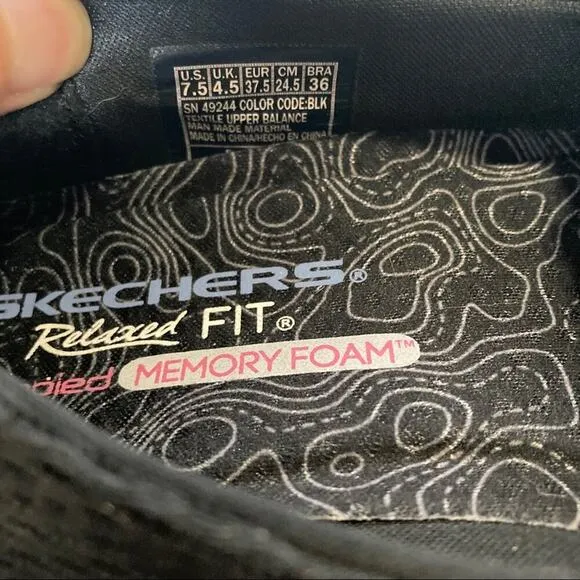 U.S. U.K. EUR CM BRA
7.5 4.5 37.5 24.5 36
SN 49244 COLOR CODE:BLK
TEXTILE UPPER BALANCE
MAN MADE MATERIAL
MADE IN CHINA/HECHO EN CHINA
SKECHERS®
Relaxed FIT®
MEMORY FOAM™